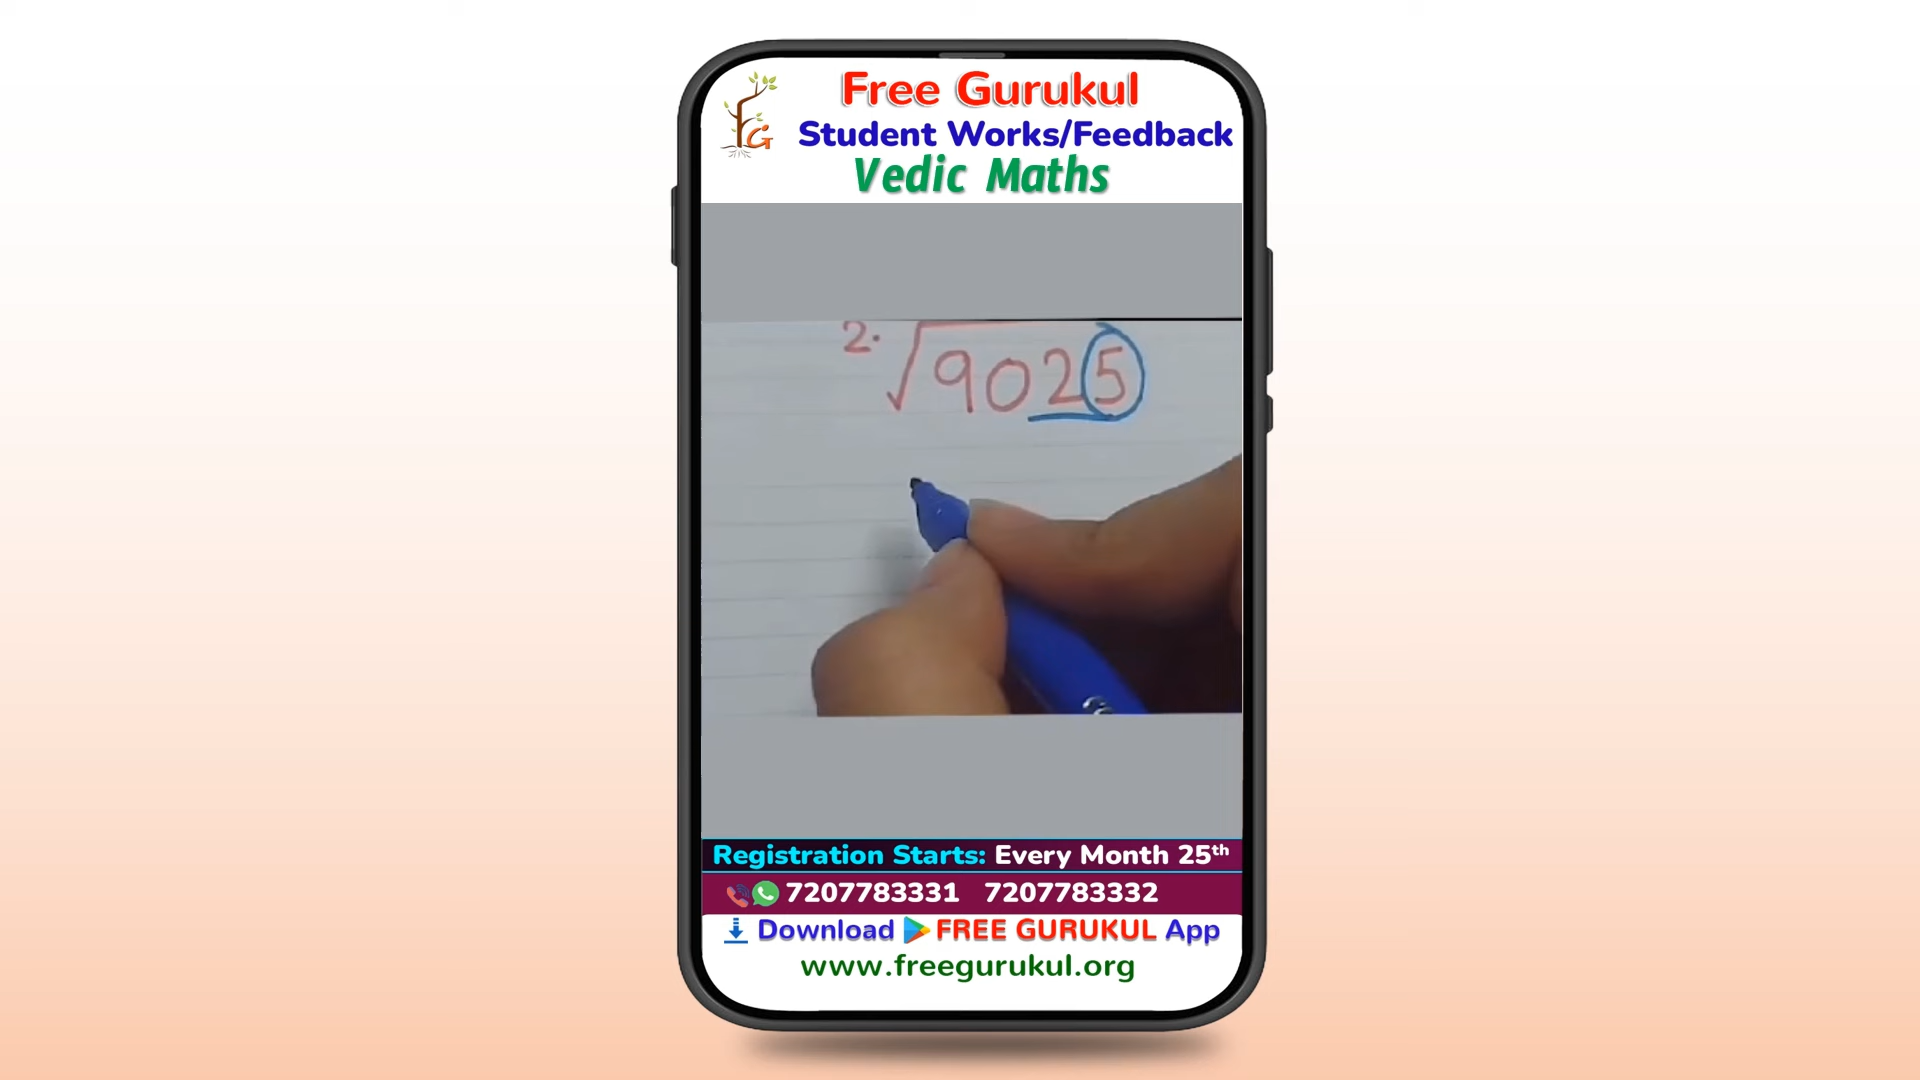 Free Gurukul
G
Student Works/Feedback
Vedic Maths
2. √9025
Registration Starts: Every Month 25th
7207783331 7207783332
Download FREE GURUKUL App
www.freegurukul.org